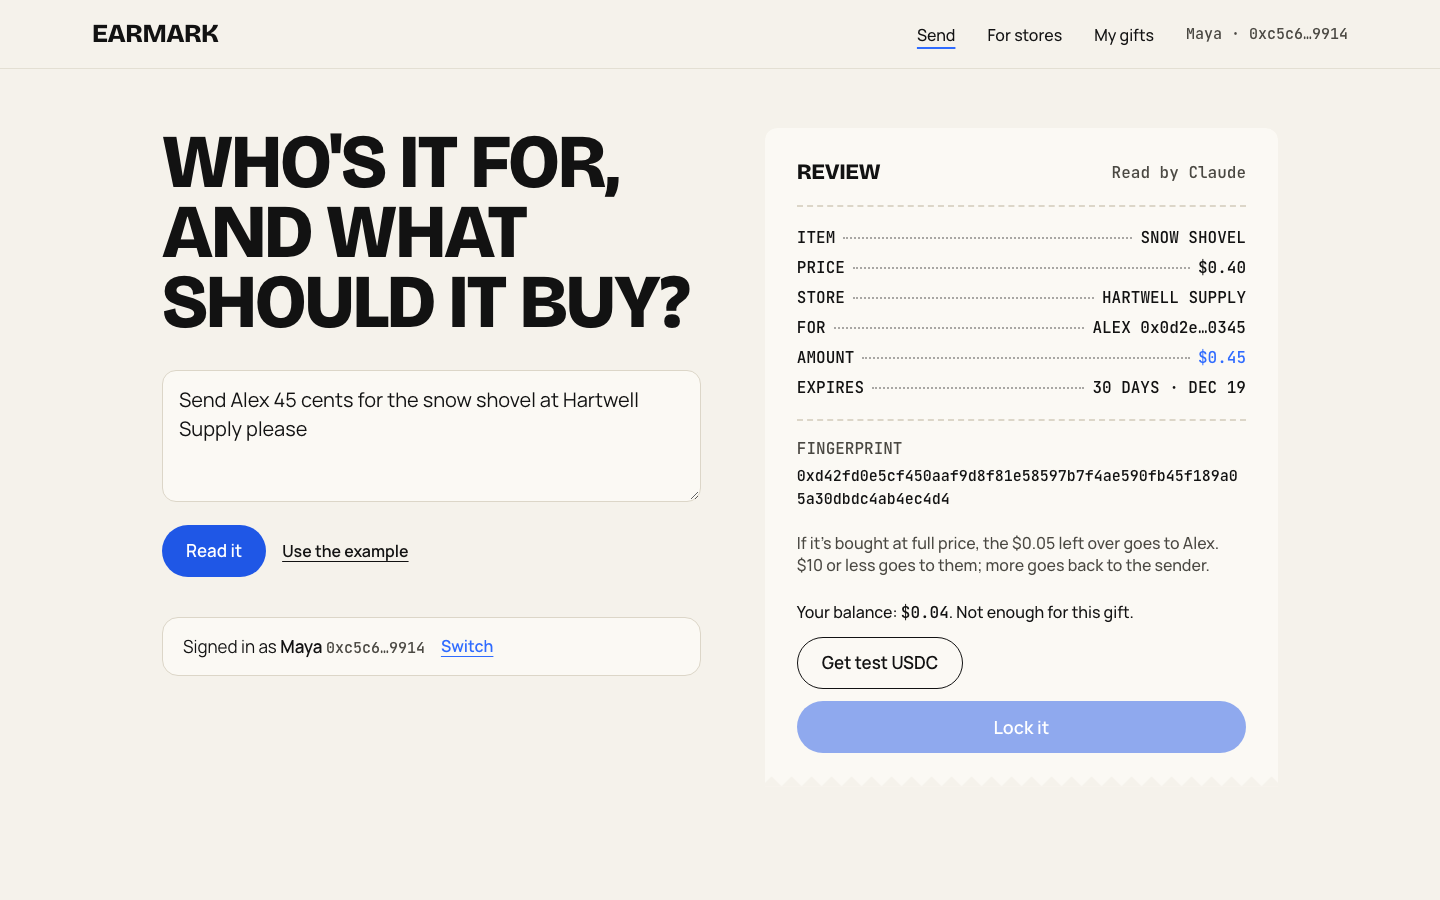 EARMARK
Send
For stores
My gifts
Maya · 0xc5c6…9914
WHO'S IT FOR,
AND WHAT
SHOULD IT BUY?
Send Alex 45 cents for the snow shovel at Hartwell
Supply please
Read it
Use the example
Signed in as Maya 0xc5c6…9914 Switch
REVIEW
Read by Claude
ITEM SNOW SHOVEL
PRICE $0.40
STORE HARTWELL SUPPLY
FOR ALEX 0x0d2e…0345
AMOUNT $0.45
EXPIRES 30 DAYS · DEC 19
FINGERPRINT
0xd42fd0e5cf450aaf9d8f81e58597b7f4ae590fb45f189a0
5a30dbdc4ab4ec4d4
If it's bought at full price, the $0.05 left over goes to Alex.
$10 or less goes to them; more goes back to the sender.
Your balance: $0.04. Not enough for this gift.
Get test USDC
Lock it